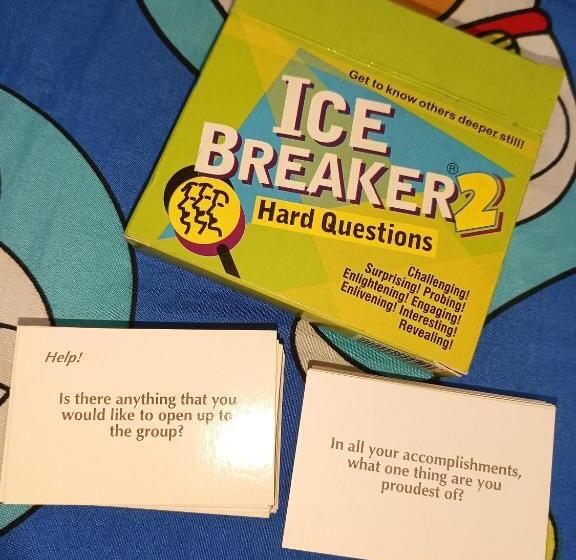 Get to know others deeper still!
ICE
BREAKER® 2
Hard Questions
Challenging!
Surprising! Probing!
Enlightening! Engaging!
Enlivening! Interesting!
Revealing!
Help!
Is there anything that you
would like to open up to
the group?
In all your accomplishments,
what one thing are you
proudest of?